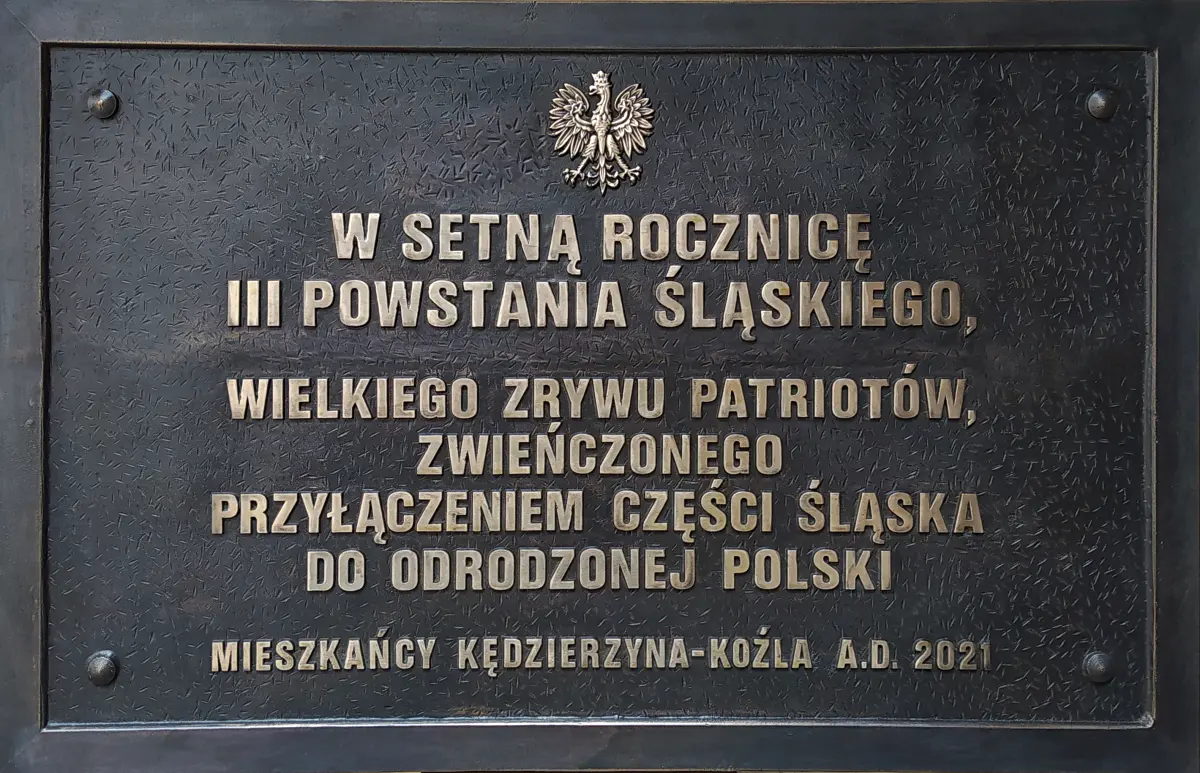 W SETNĄ ROCZNICĘ
III POWSTANIA ŚLĄSKIEGO,
WIELKIEGO ZRYWU PATRIOTÓW,
ZWIEŃCZONEGO
PRZYŁĄCZENIEM CZĘŚCI ŚLĄSKA
DO ODRODZONEJ POLSKI
MIESZKAŃCY KĘDZIERZYNA-KOŹLA A.D. 2021